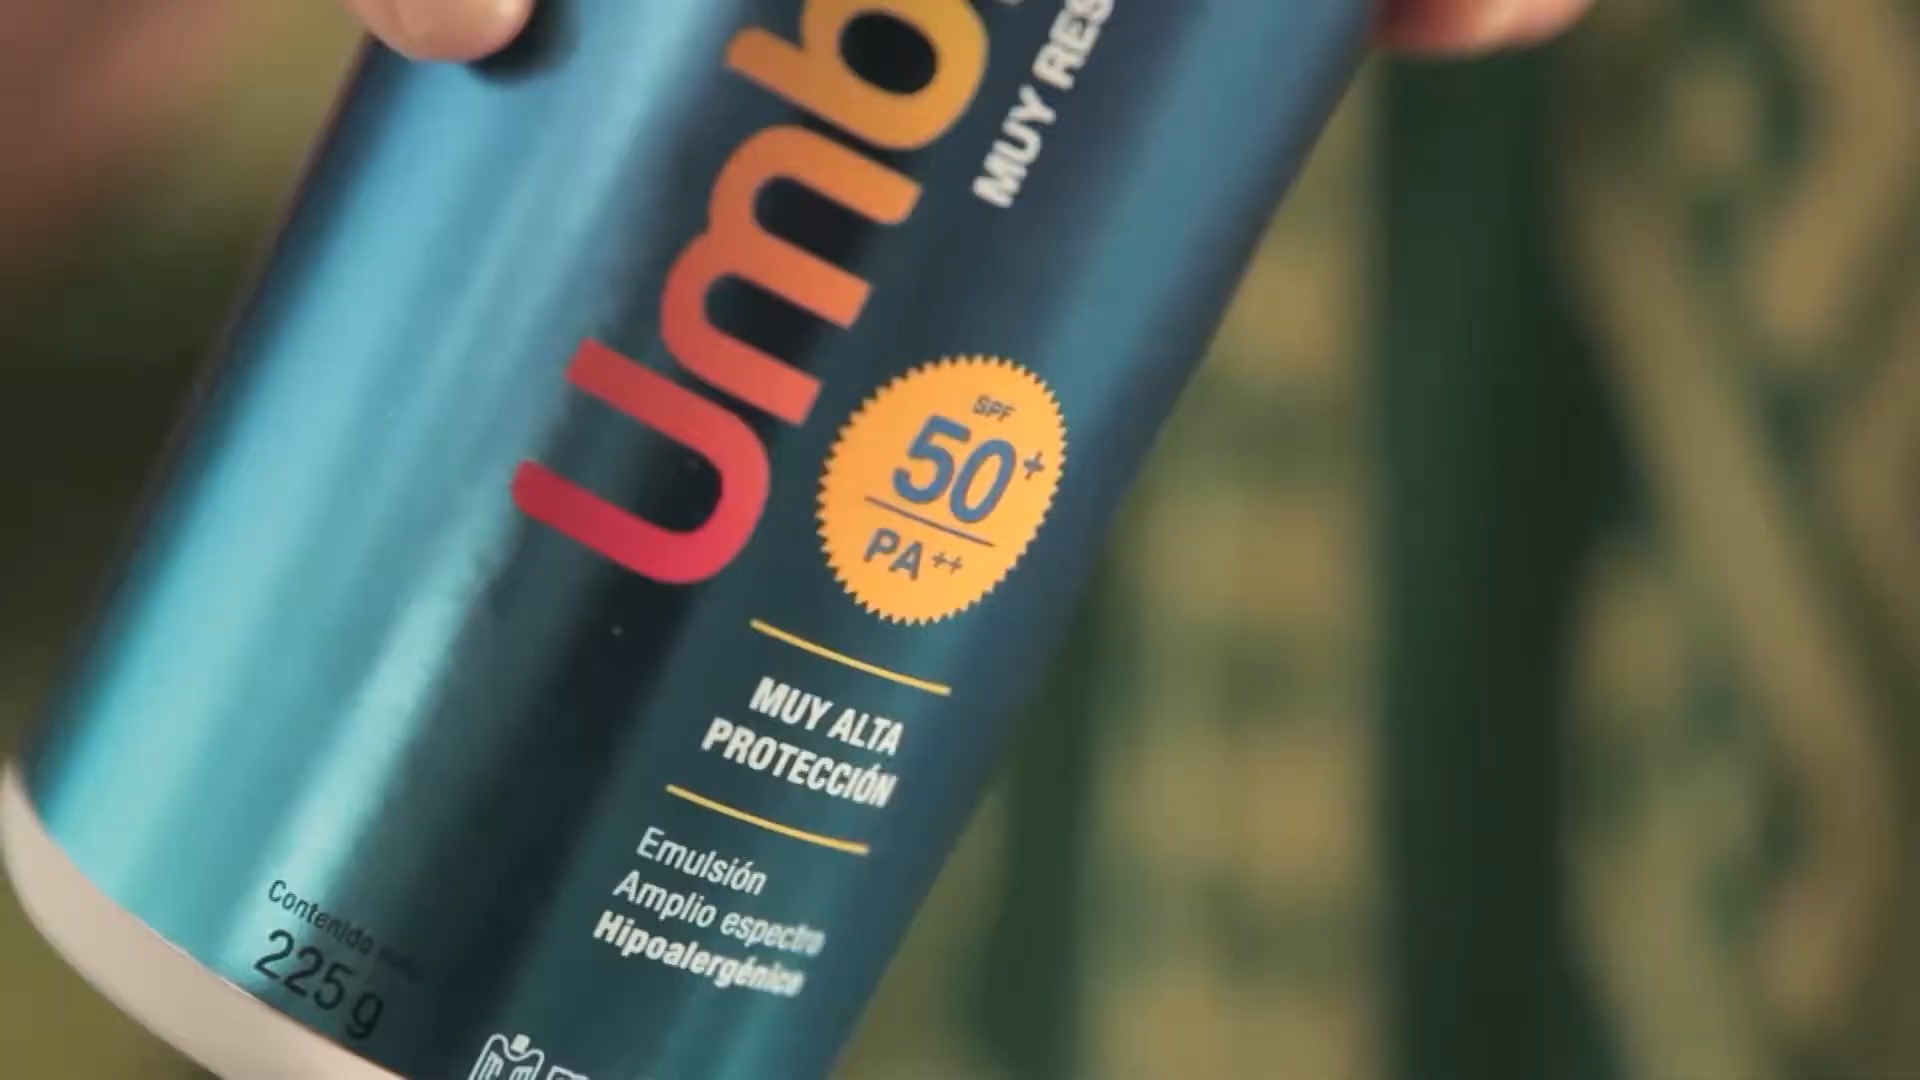 Umb
MUY RES
SPF
50+
PA++
MUY ALTA
PROTECCIÓN
Emulsión
Amplio espectro
Hipoalergénico
Contenido
225 g